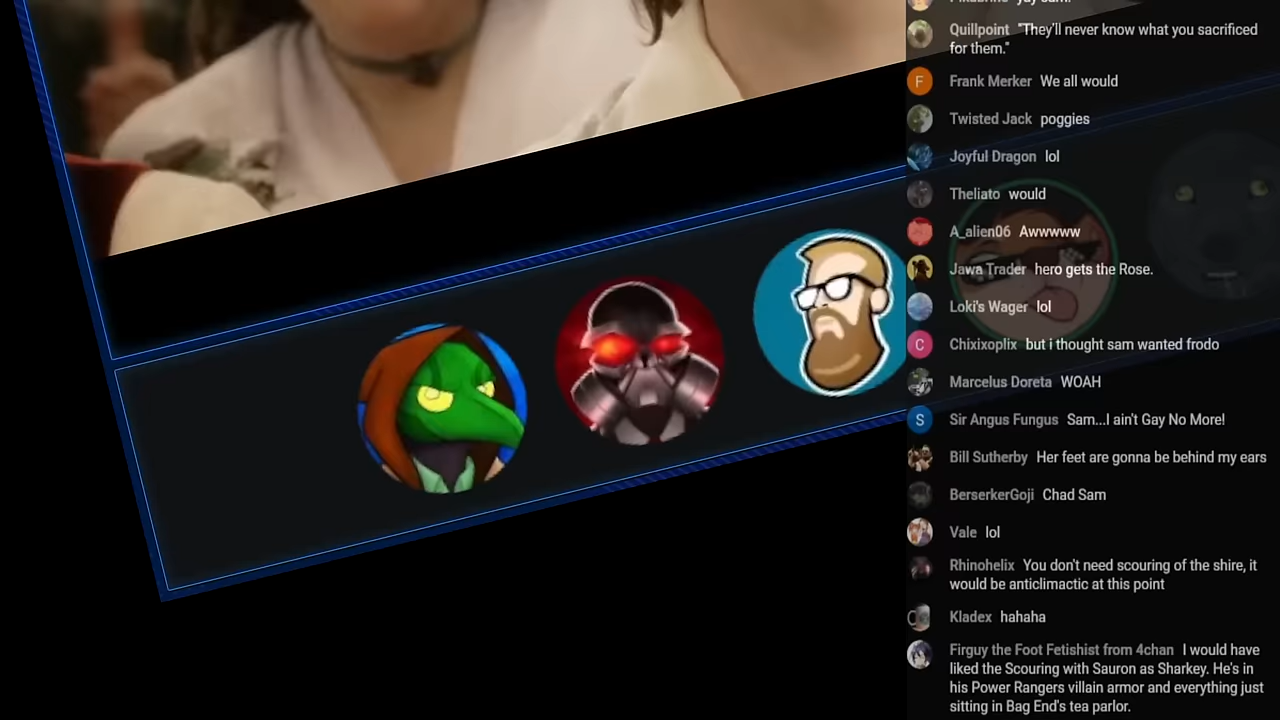 yay sam!
Quillpoint "They'll never know what you sacrificed
for them."
F
Frank Merker We all would
Twisted Jack poggies
Joyful Dragon lol
Theliato would
A_alien06 Awwwww
Jawa Trader hero gets the Rose.
Loki's Wager lol
C
Chixixoplix but i thought sam wanted frodo
Marcelus Doreta WOAH
S
Sir Angus Fungus Sam...I ain't Gay No More!
Bill Sutherby Her feet are gonna be behind my ears
BerserkerGoji Chad Sam
Vale lol
Rhinohelix You don't need scouring of the shire, it
would be anticlimactic at this point
Kladex hahaha
Firguy the Foot Fetishist from 4chan I would have
liked the Scouring with Sauron as Sharkey. He's in
his Power Rangers villain armor and everything just
sitting in Bag End's tea parlor.